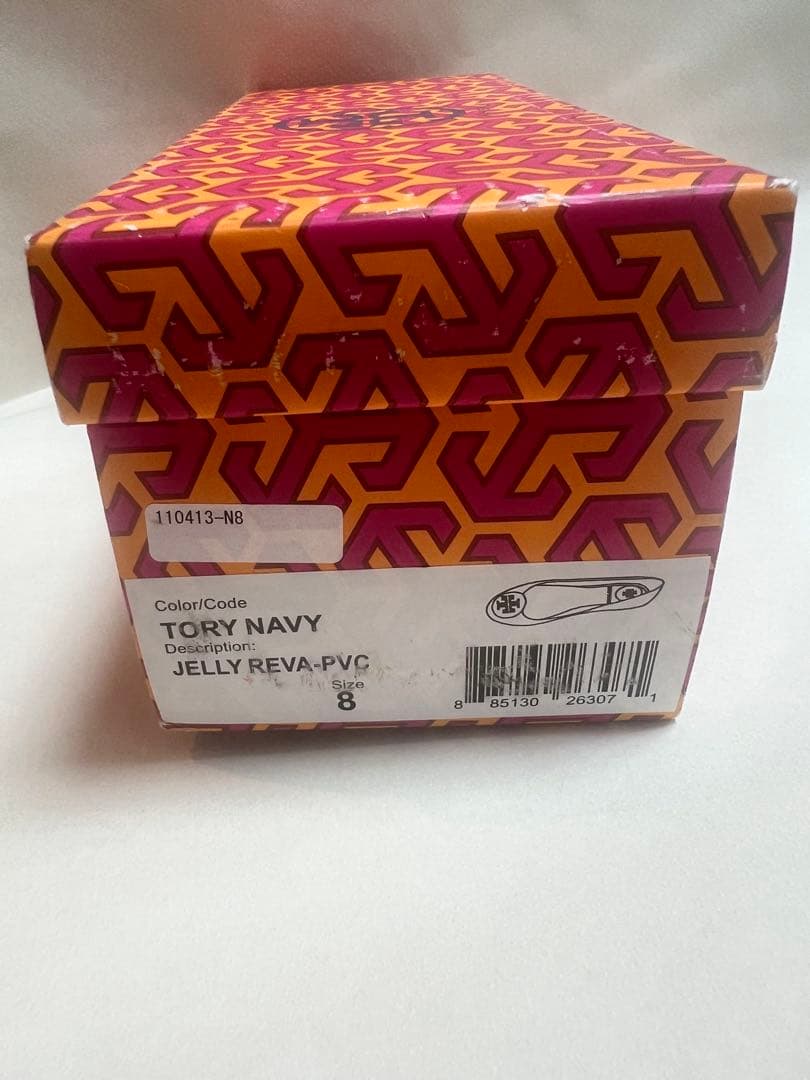 110413-N8
Color/Code
TORY NAVY
Description:
JELLY REVA-PVC
Size
8
8 85130 26307 1